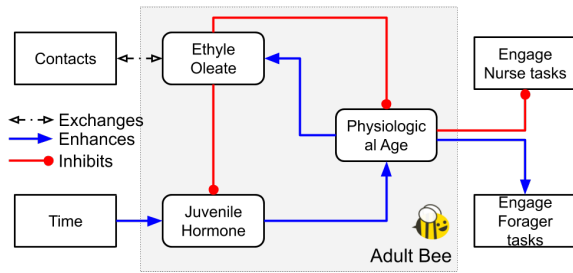 Contacts
Ethyle
Oleate
Engage
Nurse tasks
Exchanges
Enhances
Inhibits
Physiologic
al Age
Time
Juvenile
Hormone
Engage
Forager
tasks
Adult Bee